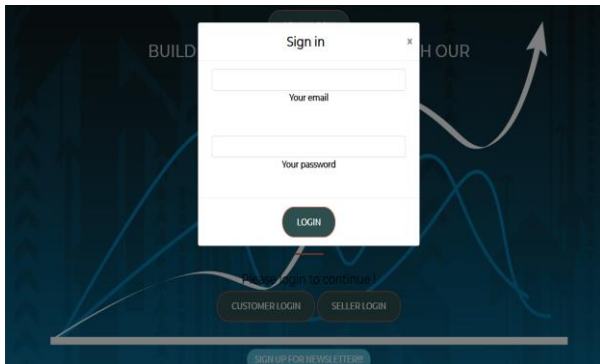 Sign in
x
BUILD
H OUR
Your email
Your password
LOGIN
Please login to continue !
CUSTOMER LOGIN
SELLER LOGIN
SIGN UP FOR NEWSLETTER!!!